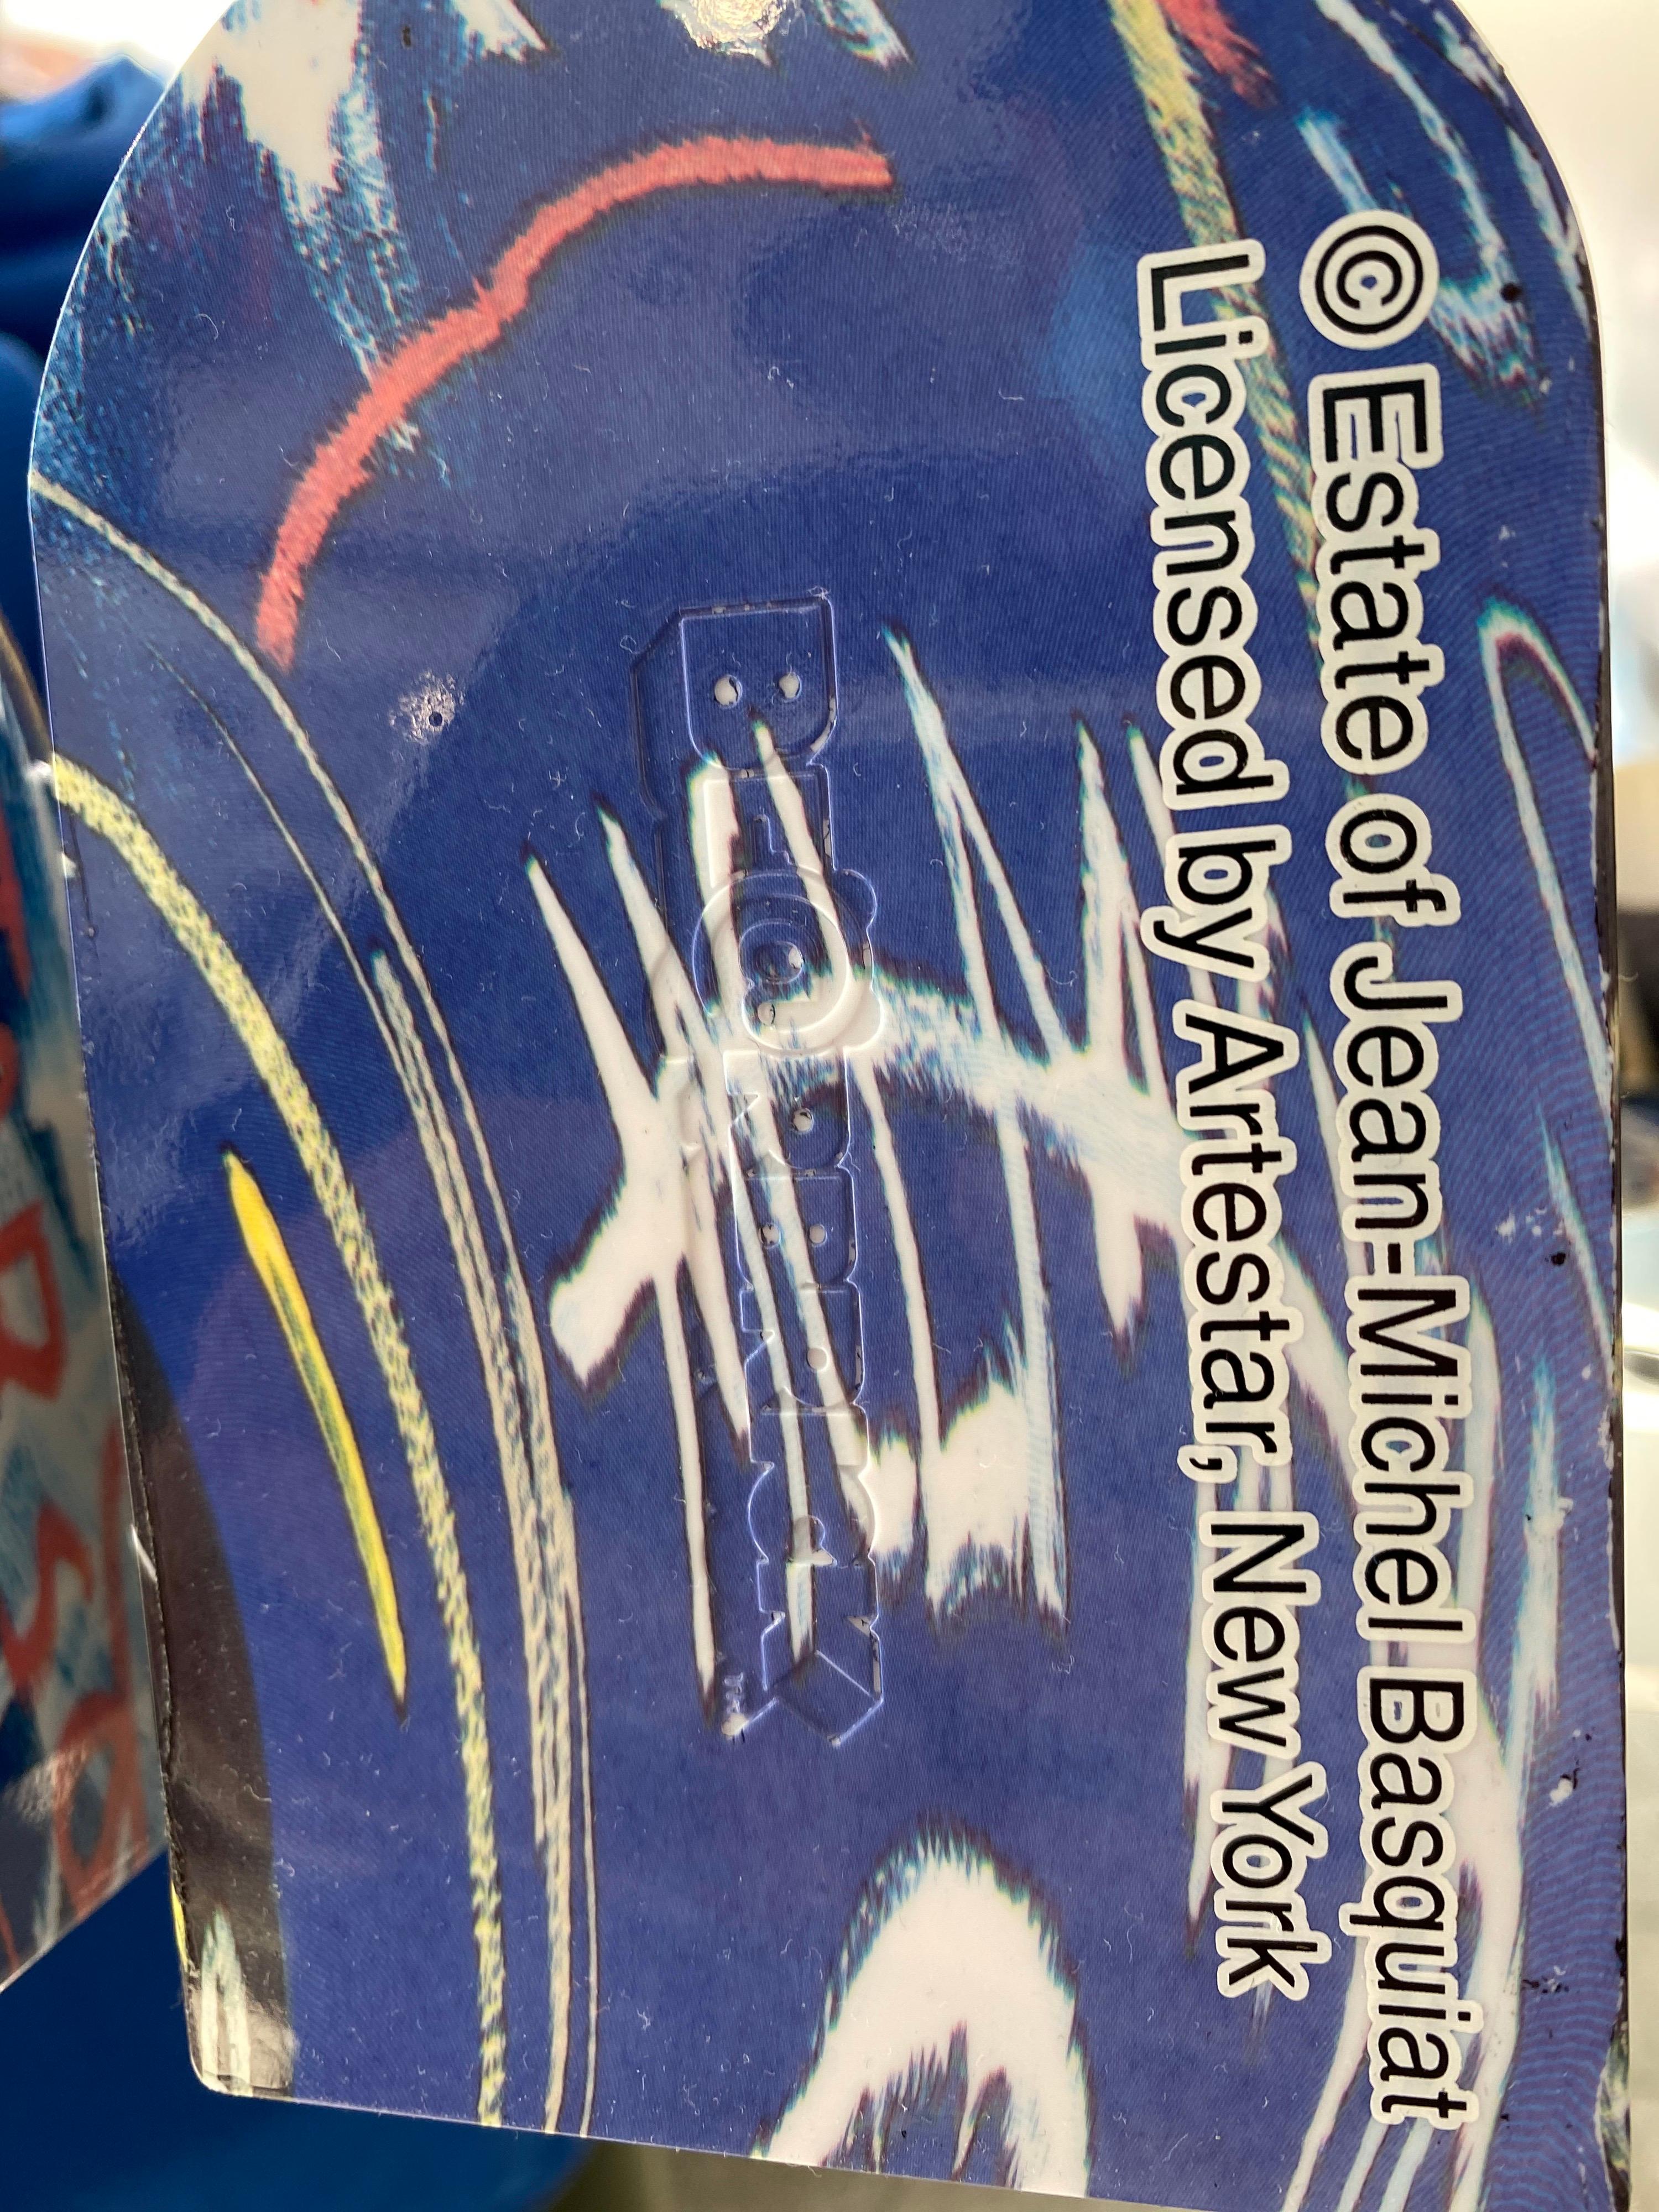 © Estate of Jean-Michel Basquiat
Licensed by Artestar, New York